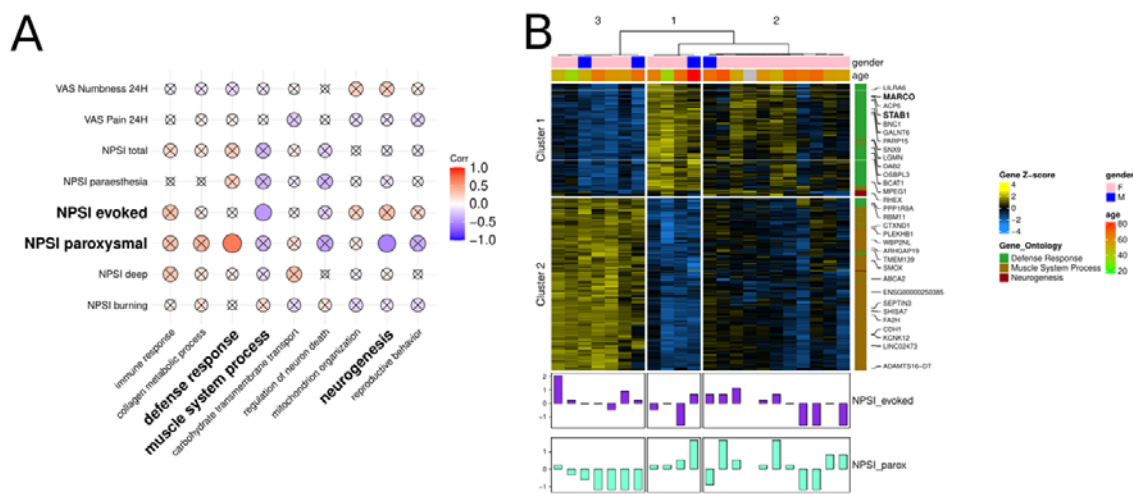 A
VAS Numbness 24H
VAS Pain 24H
NPSI total
NPSI paraesthesia
NPSI evoked
NPSI paroxysmal
NPSI deep
NPSI burning
immune response
collagen metabolic process
defense response
muscle system process
carbohydrate transmembrane transport
regulation of neuron death
mitochondrion organization
neurogenesis
reproductive behavior
Corr
1.0
0.5
0.0
−0.5
−1.0
B
3 1 2
gender
age
Cluster 1
Cluster 2
LILRA6
MARCO
ACP5
STAB1
BNC1
GALNT6
PARP15
SNX9
LGMN
DAB2
OSBPL3
BCAT1
MPEG1
RHEX
PPP1R9A
RBM11
CTXND1
PLEKHB1
WBP2NL
ARHGAP19
TMEM139
SMOX
ABCA2
ENSG00000250385
SEPTIN3
SHISA7
FA2H
CDH1
KCNK12
LINC02473
ADAMTS16−DT
2
1
0
−1
NPSI_evoked
1
0
−1
NPSI_parox
Gene Z−score
4
2
0
−2
−4
gender
F
M
age
80
60
40
20
Gene_Ontology
Defense Response
Muscle System Process
Neurogenesis